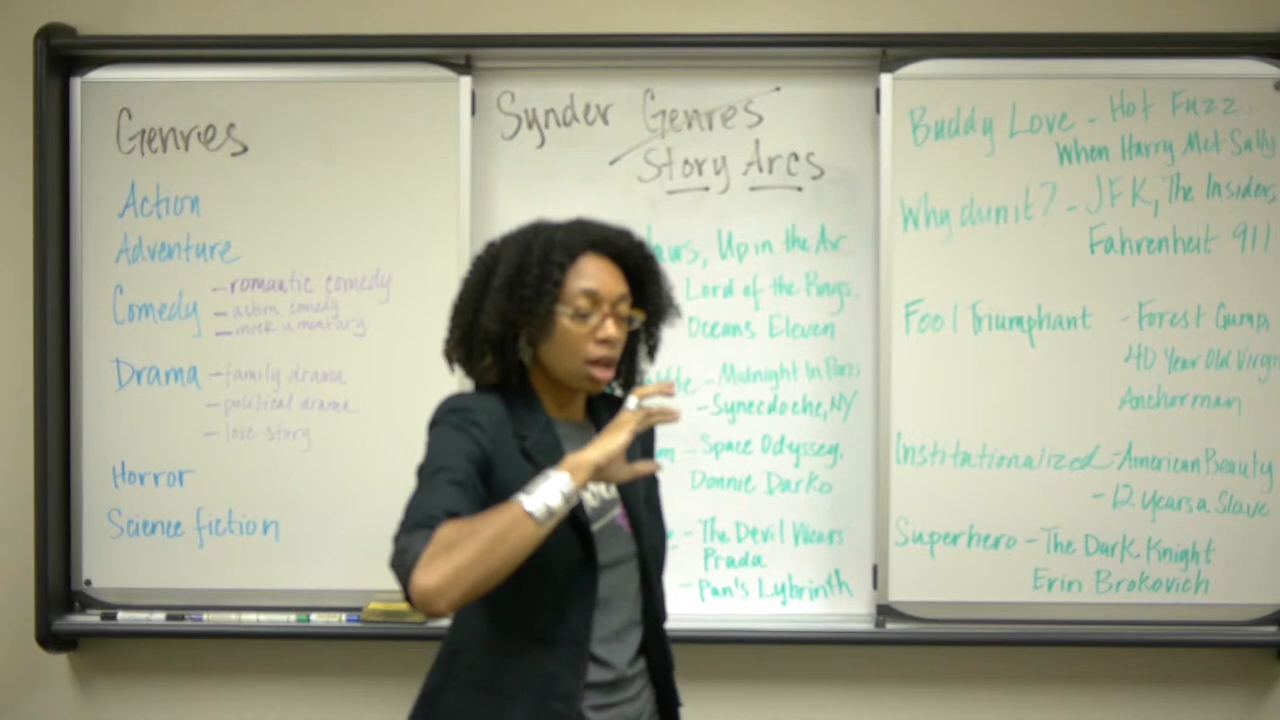 Genres
Action
Adventure
Comedy - romantic comedy
- action comedy
- mockumentary
Drama - family drama
- political drama
- love story
Horror
Science fiction
Synder Genres
Story Arcs
Up in the Air
Lord of the Rings,
Oceans Eleven
- Midnight In Paris
- Synecdoche, NY
- Space Odyssey,
Donnie Darko
- The Devil Wears
Prada
- Pan's Lybrinth
Buddy Love - Hot Fuzz,
When Harry Met Sally
Whydunit? - JFK, The Insiders,
Fahrenheit 911
Fool Triumphant - Forest Gump,
40 Year Old Virgin
Anchorman
Institutionalized - American Beauty
- 12 years a Slave
Superhero - The Dark Knight
Erin Brokovich